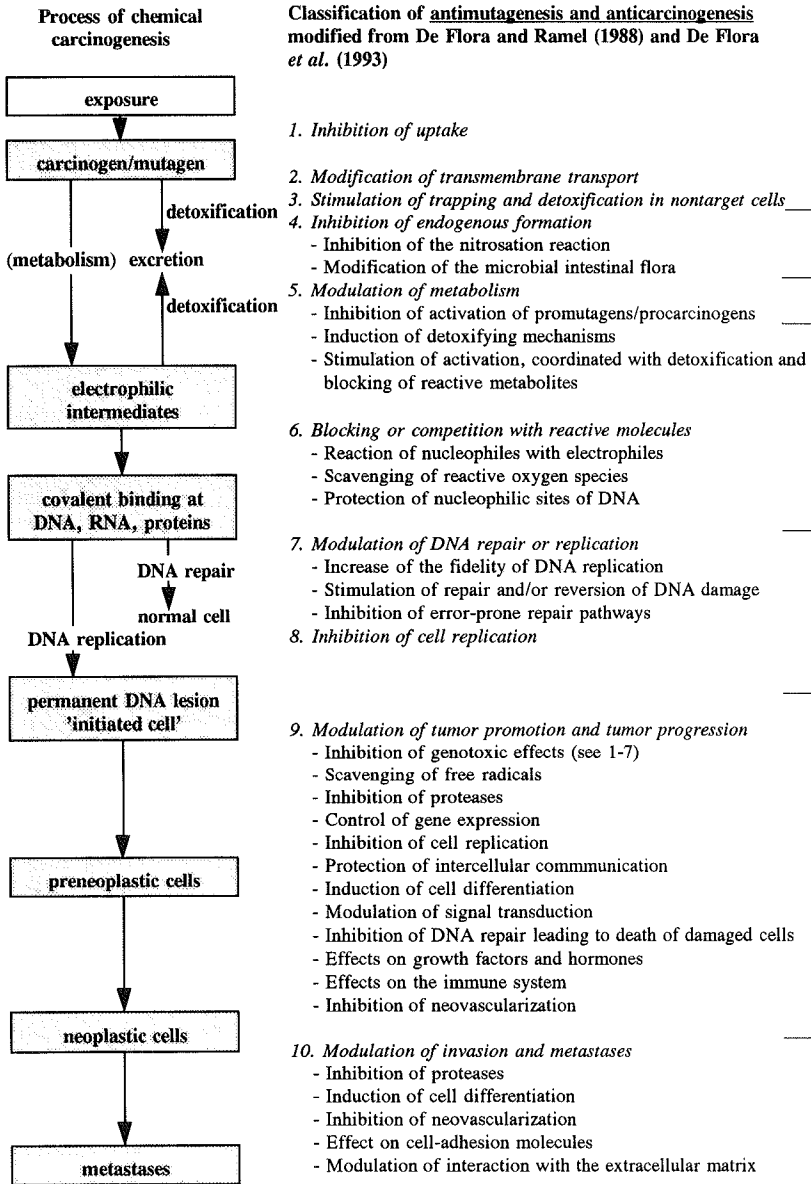 Process of chemical
carcinogenesis
Classification of antimutagenesis and anticarcinogenesis
modified from De Flora and Ramel (1988) and De Flora
et al. (1993)
exposure
carcinogen/mutagen
detoxification
(metabolism) excretion
detoxification
electrophilic
intermediates
covalent binding at
DNA, RNA, proteins
DNA repair
normal cell
DNA replication
permanent DNA lesion
'initiated cell'
preneoplastic cells
neoplastic cells
metastases
1. Inhibition of uptake
2. Modification of transmembrane transport
3. Stimulation of trapping and detoxification in nontarget cells
4. Inhibition of endogenous formation
- Inhibition of the nitrosation reaction
- Modification of the microbial intestinal flora
5. Modulation of metabolism
- Inhibition of activation of promutagens/procarcinogens
- Induction of detoxifying mechanisms
- Stimulation of activation, coordinated with detoxification and
blocking of reactive metabolites
6. Blocking or competition with reactive molecules
- Reaction of nucleophiles with electrophiles
- Scavenging of reactive oxygen species
- Protection of nucleophilic sites of DNA
7. Modulation of DNA repair or replication
- Increase of the fidelity of DNA replication
- Stimulation of repair and/or reversion of DNA damage
- Inhibition of error-prone repair pathways
8. Inhibition of cell replication
9. Modulation of tumor promotion and tumor progression
- Inhibition of genotoxic effects (see 1-7)
- Scavenging of free radicals
- Inhibition of proteases
- Control of gene expression
- Inhibition of cell replication
- Protection of intercellular commmunication
- Induction of cell differentiation
- Modulation of signal transduction
- Inhibition of DNA repair leading to death of damaged cells
- Effects on growth factors and hormones
- Effects on the immune system
- Inhibition of neovascularization
10. Modulation of invasion and metastases
- Inhibition of proteases
- Induction of cell differentiation
- Inhibition of neovascularization
- Effect on cell-adhesion molecules
- Modulation of interaction with the extracellular matrix